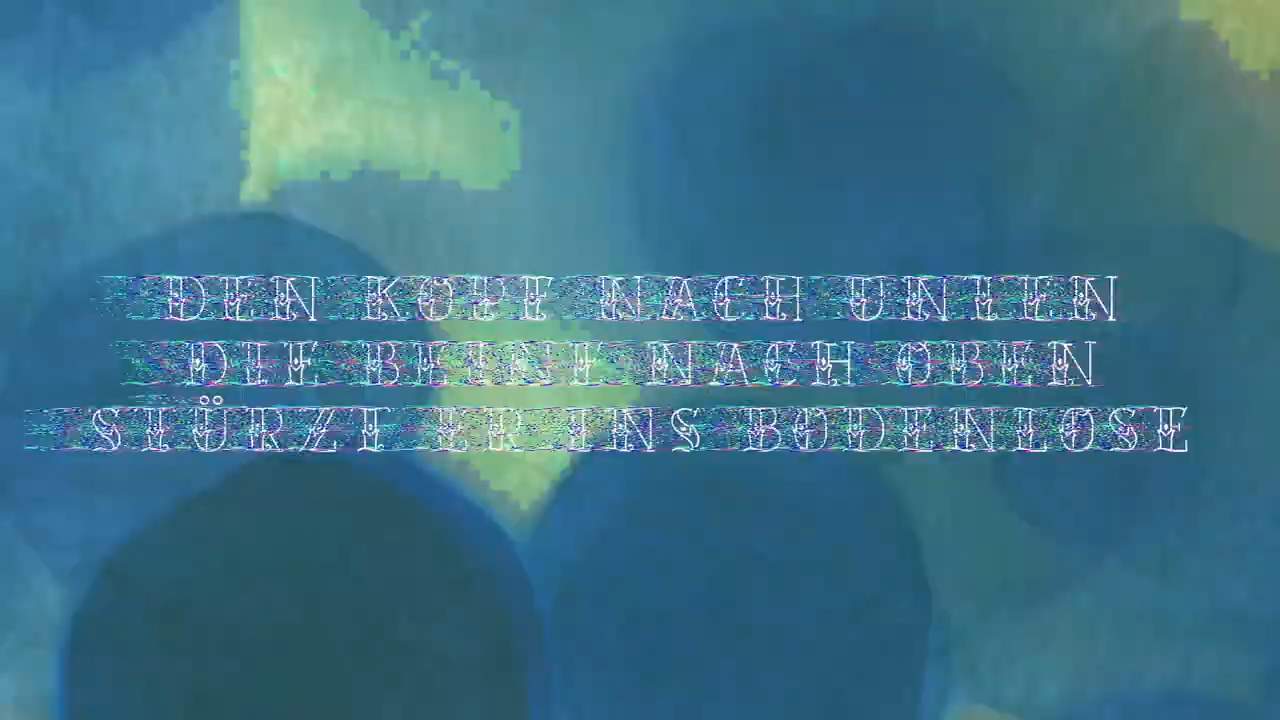 DEN KOPF NACH UNTEN
DIE BEINE NACH OBEN
STÜRZT ER INS BODENLOSE